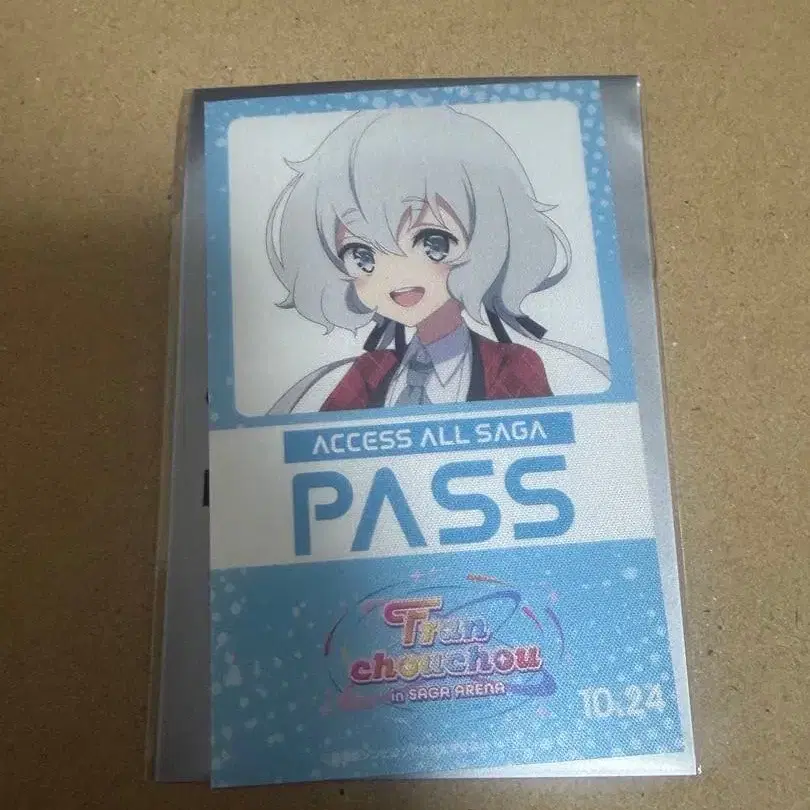 ACCESS ALL SAGA
PASS
Tran
chouchou
in SAGA ARENA
10.24